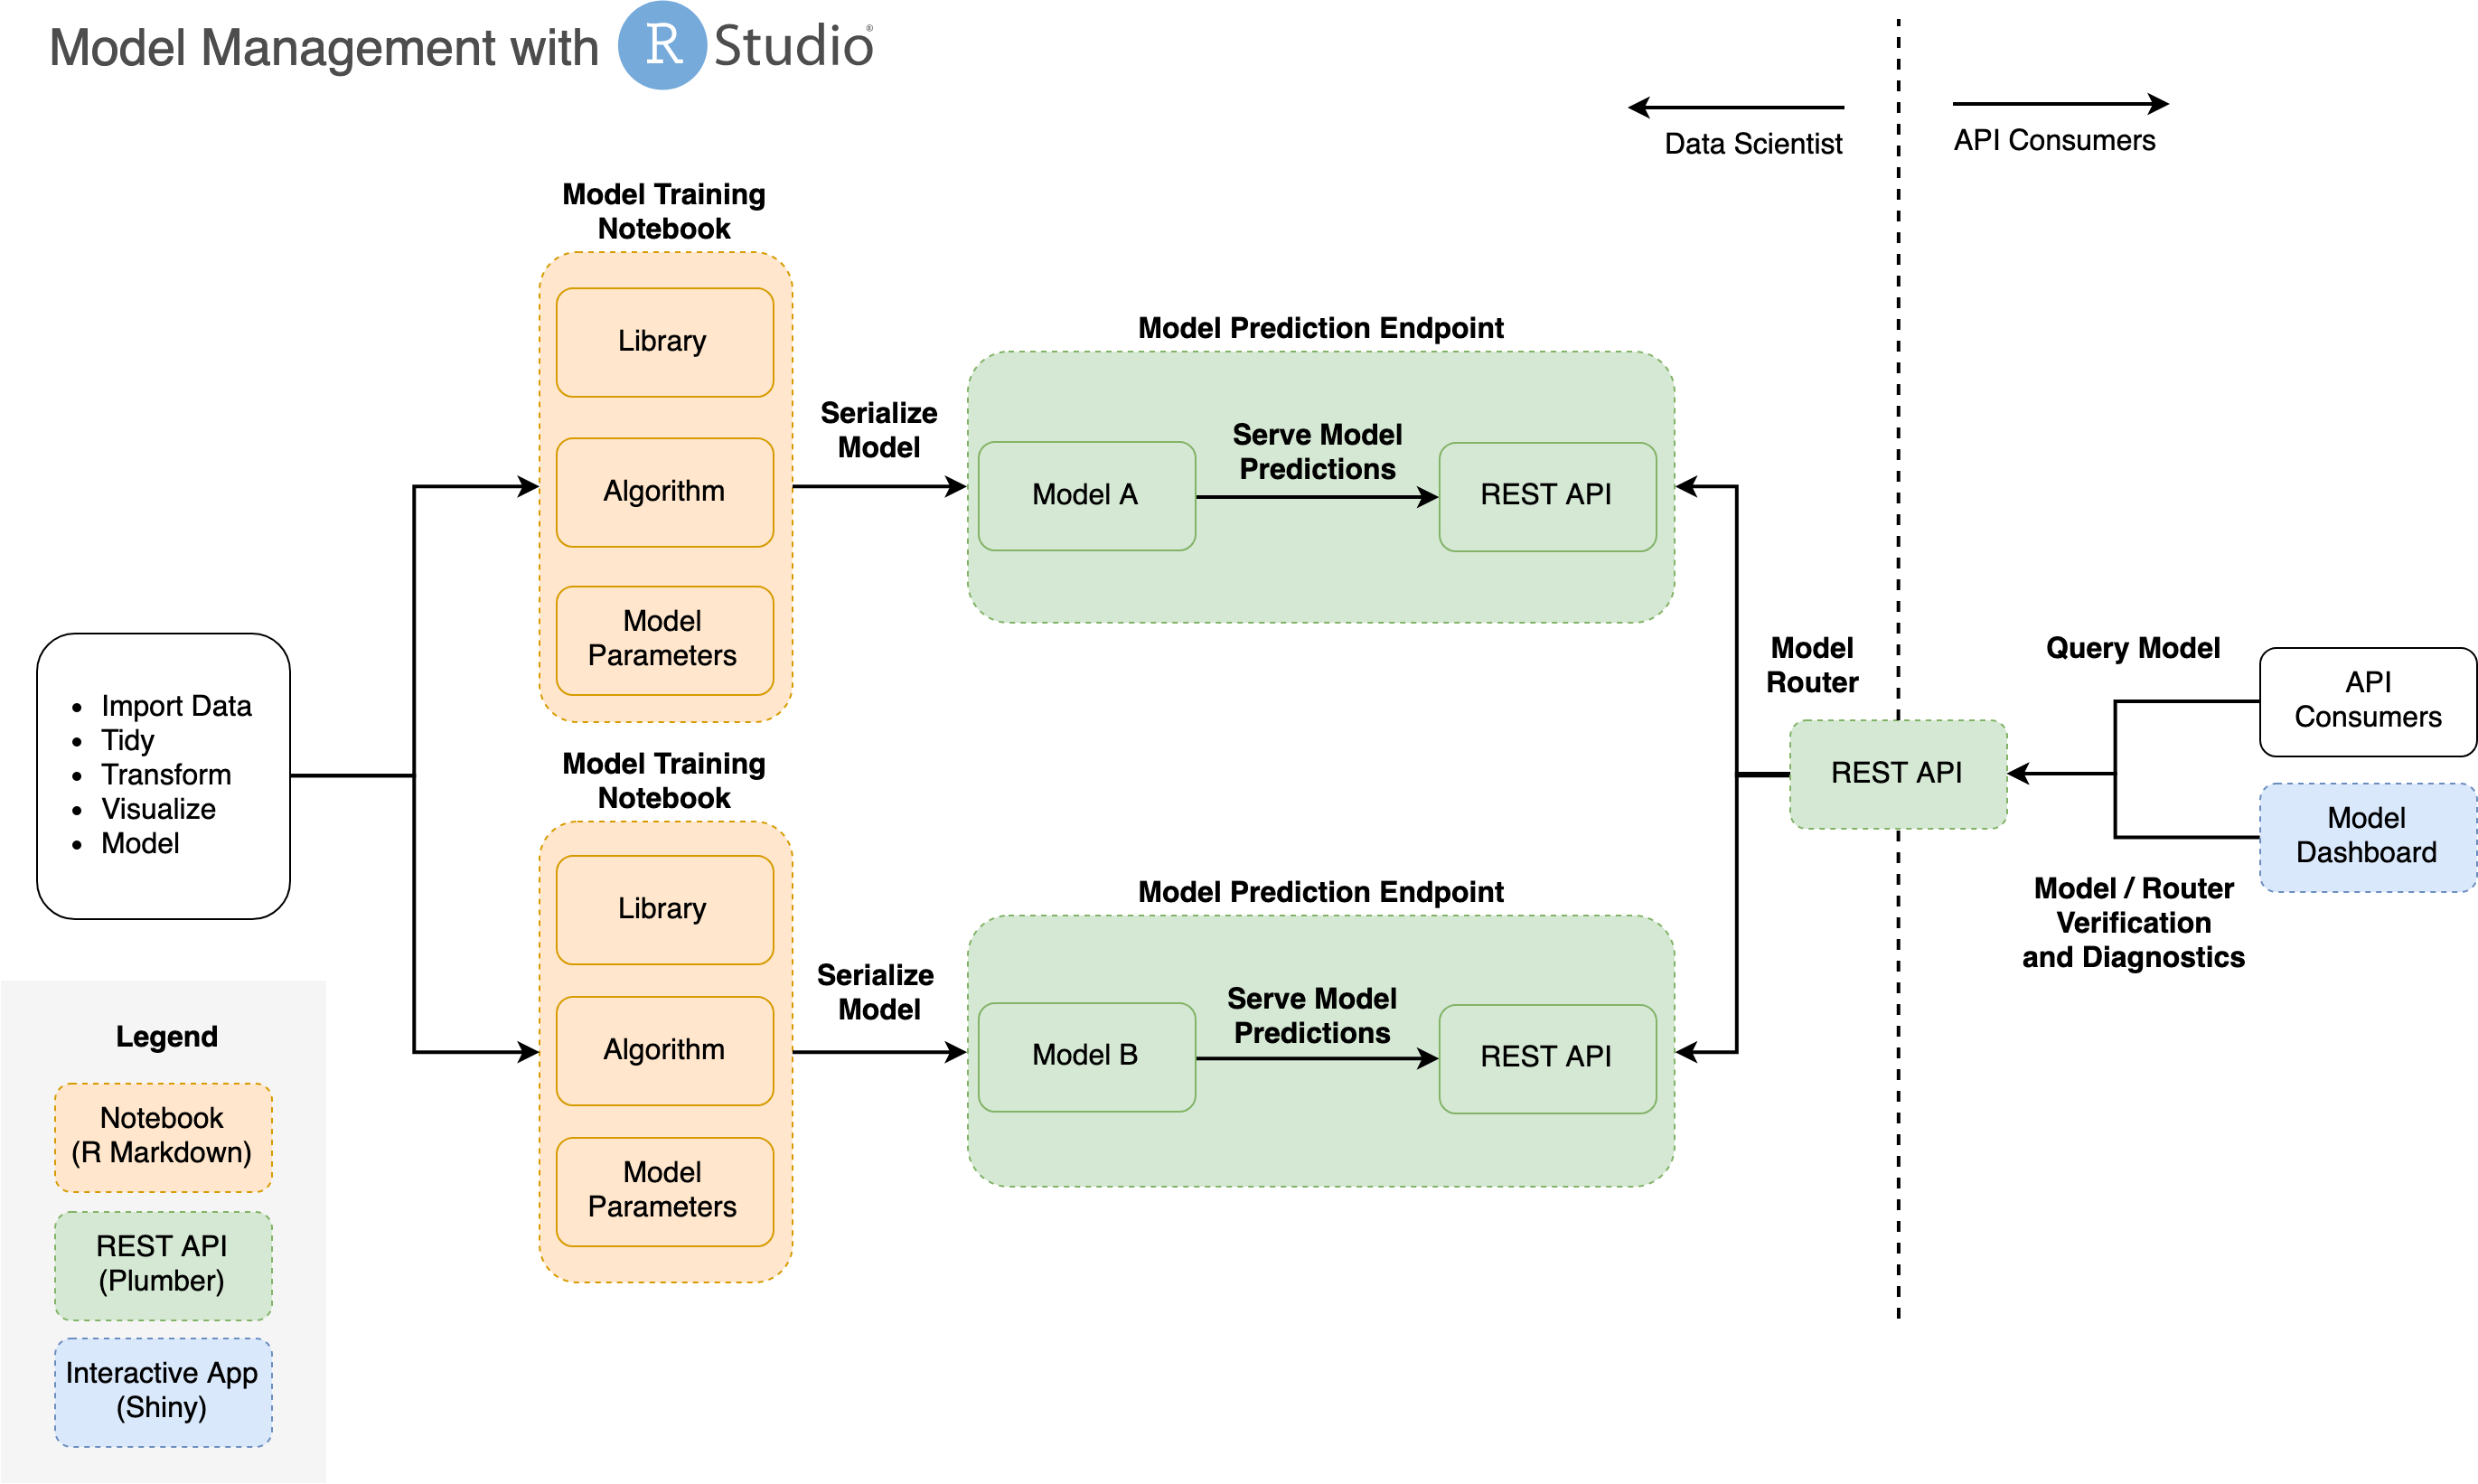 Model Management with R Studio®
Data Scientist
API Consumers
Model Training
Notebook
Library
Algorithm
Model
Parameters
Serialize
Model
Model Prediction Endpoint
Model A
Serve Model
Predictions
REST API
• Import Data
• Tidy
• Transform
• Visualize
• Model
Model Training
Notebook
Library
Algorithm
Model
Parameters
Serialize
Model
Model Prediction Endpoint
Model B
Serve Model
Predictions
REST API
Model
Router
REST API
Query Model
API
Consumers
Model
Dashboard
Model / Router
Verification
and Diagnostics
Legend
Notebook
(R Markdown)
REST API
(Plumber)
Interactive App
(Shiny)